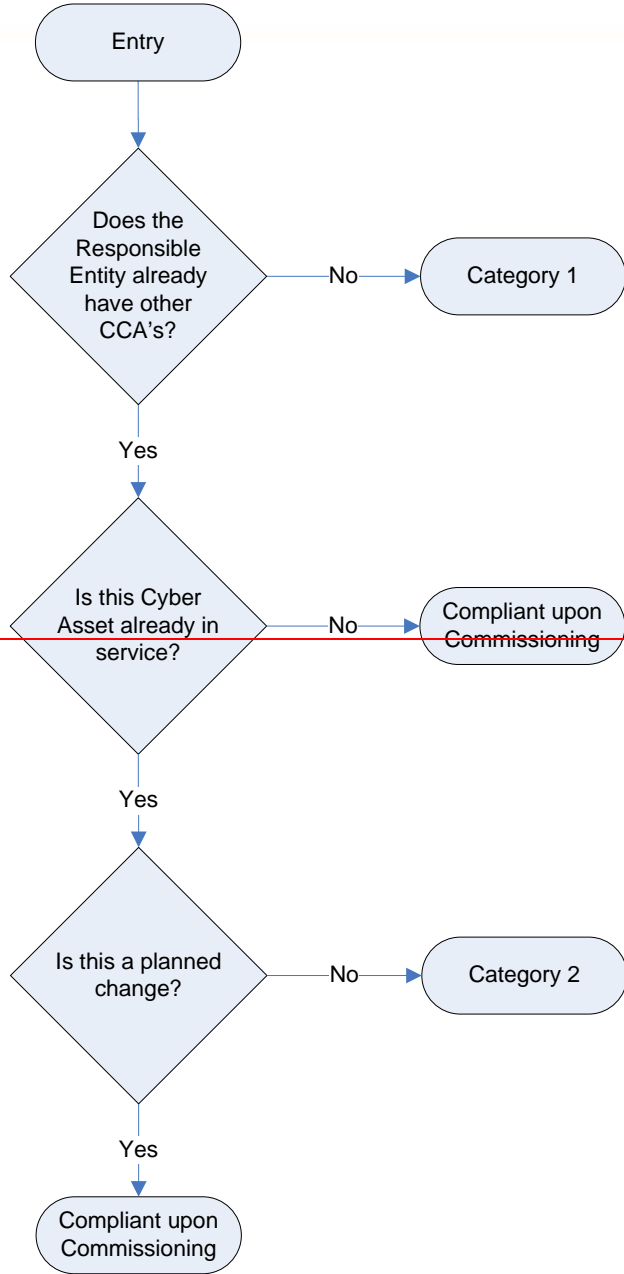 Entry
Does the
Responsible
Entity already
have other
CCA's?
No
Category 1
Yes
Is this Cyber
Asset already in
service?
No
Compliant upon
Commissioning
Yes
Is this a planned
change?
No
Category 2
Yes
Compliant upon
Commissioning